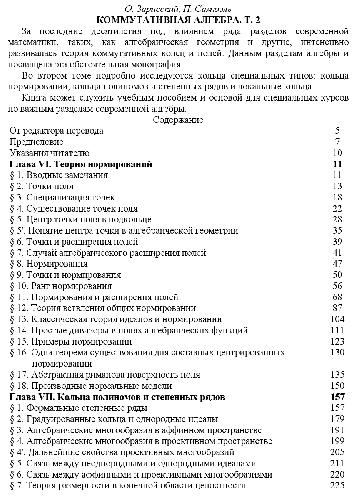 О. Зарисский, П. Самюэль
КОММУТАТИВНАЯ АЛГЕБРА. Т. 2
За последние десятилетия под влиянием ряда разделов современной
математики, таких, как алгебраическая геометрия и другие, интенсивно
развивалась теория коммутативных колец и полей. Данным разделам алгебры и
посвящена эта обстоятельная монография.
Во втором томе подробно исследуются кольца специальных типов: кольца
нормирований, кольца полиномов и степенных рядов и локальные кольца.
Книга может служить учебным пособием и основой для специальных курсов
по важным разделам современной алгебры.
Содержание
От редактора перевода 5
Предисловие 7
Указания читателю 10
Глава VI. Теория нормирований 11
§ 1. Вводные замечания 11
§ 2. Точки поля 13
§ 3. Специализация точек 18
§ 4. Существование точек поля 22
§ 5. Центр точки поля в подкольце 28
§ 5'. Понятие центра точки в алгебраической геометрии 35
§ 6. Точки и расширения полей 39
§ 7. Случай алгебраического расширения полей 41
§ 8. Нормирования 47
§ 9. Точки и нормирования 50
§ 10. Ранг нормирования 56
§ 11. Нормирования и расширения полей 68
§ 12. Теория ветвления общих нормирований 87
§ 13. Классическая теория идеалов и нормирования 104
§ 14. Простые дивизоры в полях алгебраических функций 111
§ 15. Примеры нормирований 123
§ 16. Одна теорема существования для составных центрированных 130
нормирований
§ 17. Абстрактная риманова поверхность поля 135
§ 18. Производные нормальные модели 150
Глава VII. Кольца полиномов и степенных рядов 157
§ 1. Формальные степенные ряды 157
§ 2. Градуированные кольца и однородные идеалы 179
§ 3. Алгебраические многообразия в аффинном пространстве 191
§ 4. Алгебраические многообразия в проективном пространстве 199
§ 4'. Дальнейшие свойства проективных многообразий 205
§ 5. Связь между неоднородными и однородными идеалами 211
§ 6. Связь между аффинными и проективными многообразиями 220
§ 7. Теория размерности в конечной области целостности 225